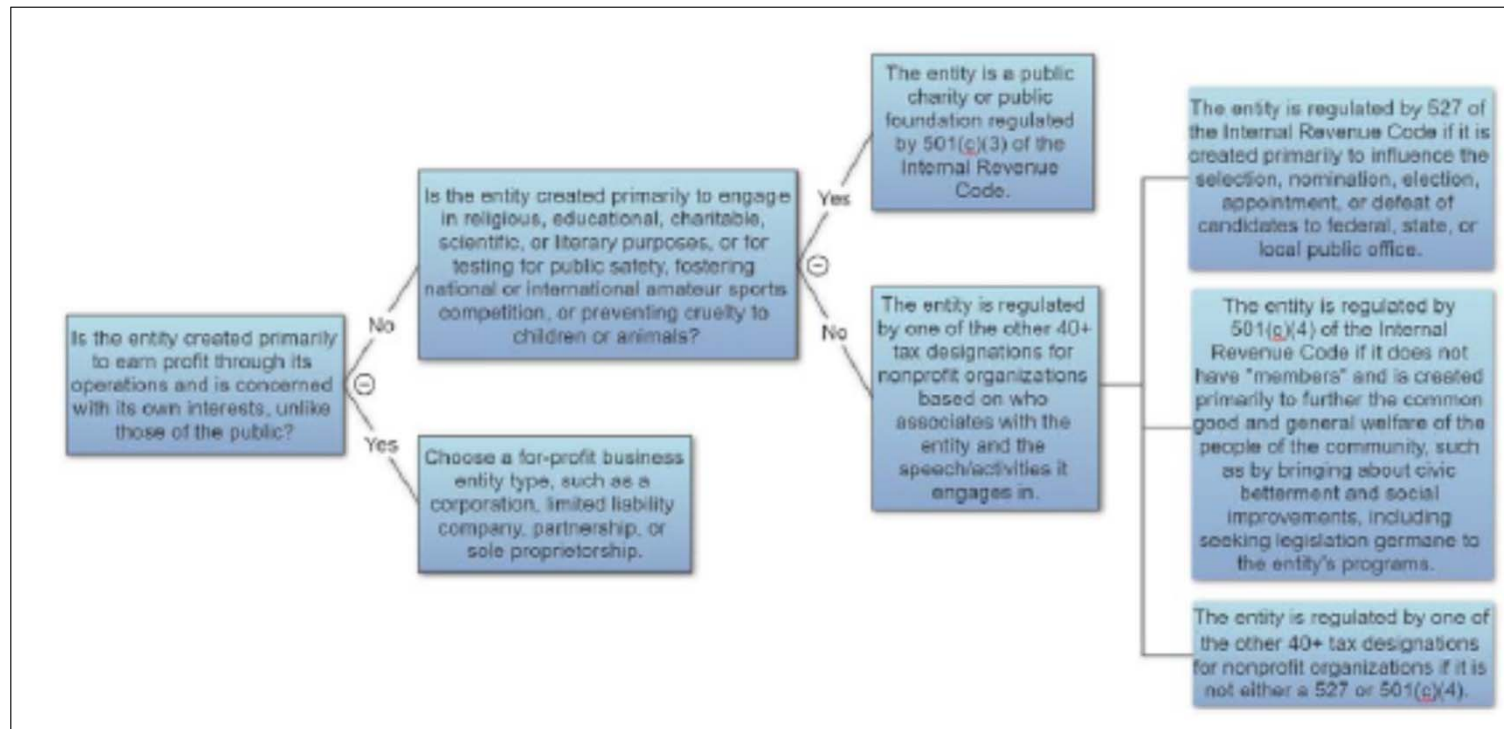 Is the entity created primarily
to earn profit through its
operations and is concerned
with its own interests, unlike
those of the public?
No
Yes
Is the entity created primarily to engage
in religious, educational, charitable,
scientific, or literary purposes, or for
testing for public safety, fostering
national or international amateur sports
competition, or preventing cruelty to
children or animals?
Choose a for-profit business
entity type, such as a
corporation, limited liability
company, partnership, or
sole proprietorship.
Yes
No
The entity is a public
charity or public
foundation regulated
by 501(c)(3) of the
Internal Revenue
Code.
The entity is regulated
by one of the other 40+
tax designations for
nonprofit organizations
based on who
associates with the
entity and the
speech/activities it
engages in.
The entity is regulated by 527 of
the Internal Revenue Code if it is
created primarily to influence the
selection, nomination, election,
appointment, or defeat of
candidates to federal, state, or
local public office.
The entity is regulated by
501(c)(4) of the Internal
Revenue Code if it does not
have "members" and is created
primarily to further the common
good and general welfare of the
people of the community, such
as by bringing about civic
betterment and social
improvements, including
seeking legislation germane to
the entity's programs.
The entity is regulated by one of
the other 40+ tax designations
for nonprofit organizations if it is
not either a 527 or 501(c)(4).